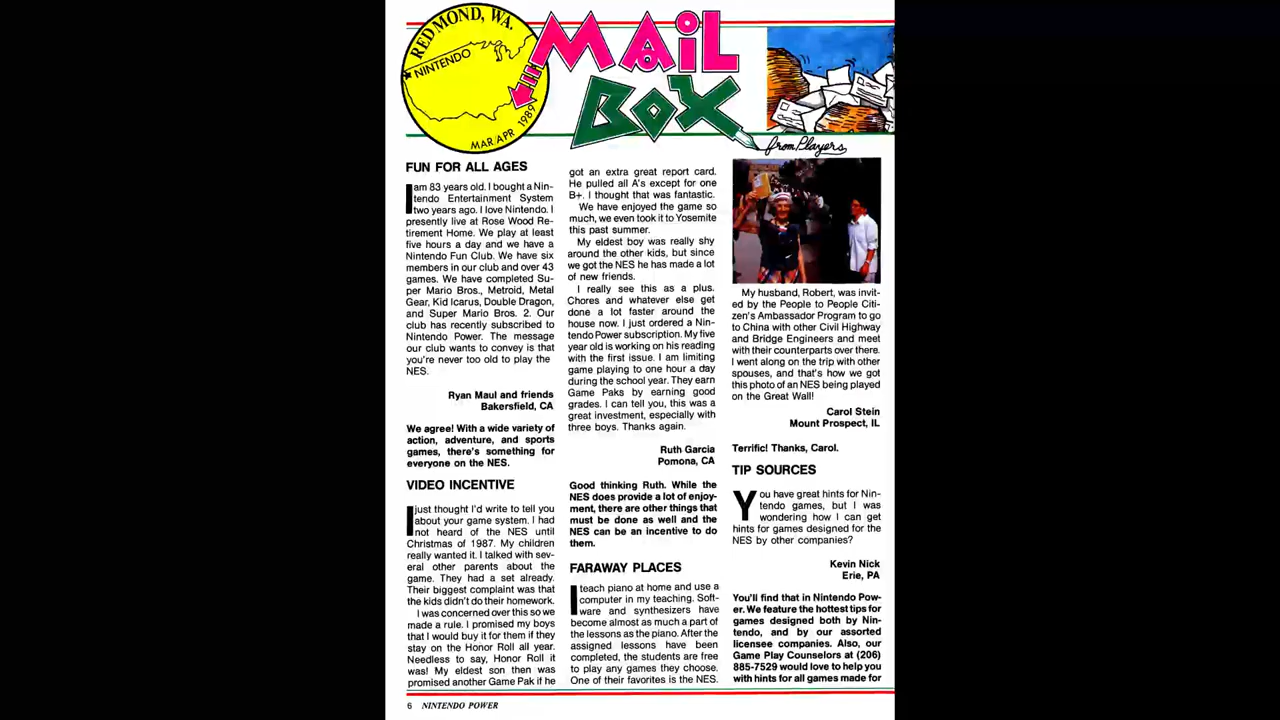 REDMOND, WA.
NINTENDO
MAR/APR 1989
MAIL
BOX
from Players
FUN FOR ALL AGES
I am 83 years old. I bought a Nin-
tendo Entertainment System
two years ago. I love Nintendo. I
presently live at Rose Wood Re-
tirement Home. We play at least
five hours a day and we have a
Nintendo Fun Club. We have six
members in our club and over 43
games. We have completed Su-
per Mario Bros., Metroid, Metal
Gear, Kid Icarus, Double Dragon,
and Super Mario Bros. 2. Our
club has recently subscribed to
Nintendo Power. The message
our club wants to convey is that
you're never too old to play the
NES.
Ryan Maul and friends
Bakersfield, CA
We agree! With a wide variety of
action, adventure, and sports
games, there's something for
everyone on the NES.
VIDEO INCENTIVE
I just thought I'd write to tell you
about your game system. I had
not heard of the NES until
Christmas of 1987. My children
really wanted it. I talked with sev-
eral other parents about the
game. They had a set already.
Their biggest complaint was that
the kids didn't do their homework.
I was concerned over this so we
made a rule. I promised my boys
that I would buy it for them if they
stay on the Honor Roll all year.
Needless to say, Honor Roll it
was! My eldest son then was
promised another Game Pak if he
got an extra great report card.
He pulled all A's except for one
B+. I thought that was fantastic.
We have enjoyed the game so
much, we even took it to Yosemite
this past summer.
My eldest boy was really shy
around the other kids, but since
we got the NES he has made a lot
of new friends.
I really see this as a plus.
Chores and whatever else get
done a lot faster around the
house now. I just ordered a Nin-
tendo Power subscription. My five
year old is working on his reading
with the first issue. I am limiting
game playing to one hour a day
during the school year. They earn
Game Paks by earning good
grades. I can tell you, this was a
great investment, especially with
three boys. Thanks again.
Ruth Garcia
Pomona, CA
Good thinking Ruth. While the
NES does provide a lot of enjoy-
ment, there are other things that
must be done as well and the
NES can be an incentive to do
them.
FARAWAY PLACES
I teach piano at home and use a
computer in my teaching. Soft-
ware and synthesizers have
become almost as much a part of
the lessons as the piano. After the
assigned lessons have been
completed, the students are free
to play any games they choose.
One of their favorites is the NES.
My husband, Robert, was invit-
ed by the People to People Citi-
zen's Ambassador Program to go
to China with other Civil Highway
and Bridge Engineers and meet
with their counterparts over there.
I went along on the trip with other
spouses, and that's how we got
this photo of an NES being played
on the Great Wall!
Carol Stein
Mount Prospect, IL
Terrific! Thanks, Carol.
TIP SOURCES
You have great hints for Nin-
tendo games, but I was
wondering how I can get
hints for games designed for the
NES by other companies?
Kevin Nick
Erie, PA
You'll find that in Nintendo Pow-
er. We feature the hottest tips for
games designed both by Nin-
tendo, and by our assorted
licensee companies. Also, our
Game Play Counselors at (206)
885-7529 would love to help you
with hints for all games made for
6 NINTENDO POWER